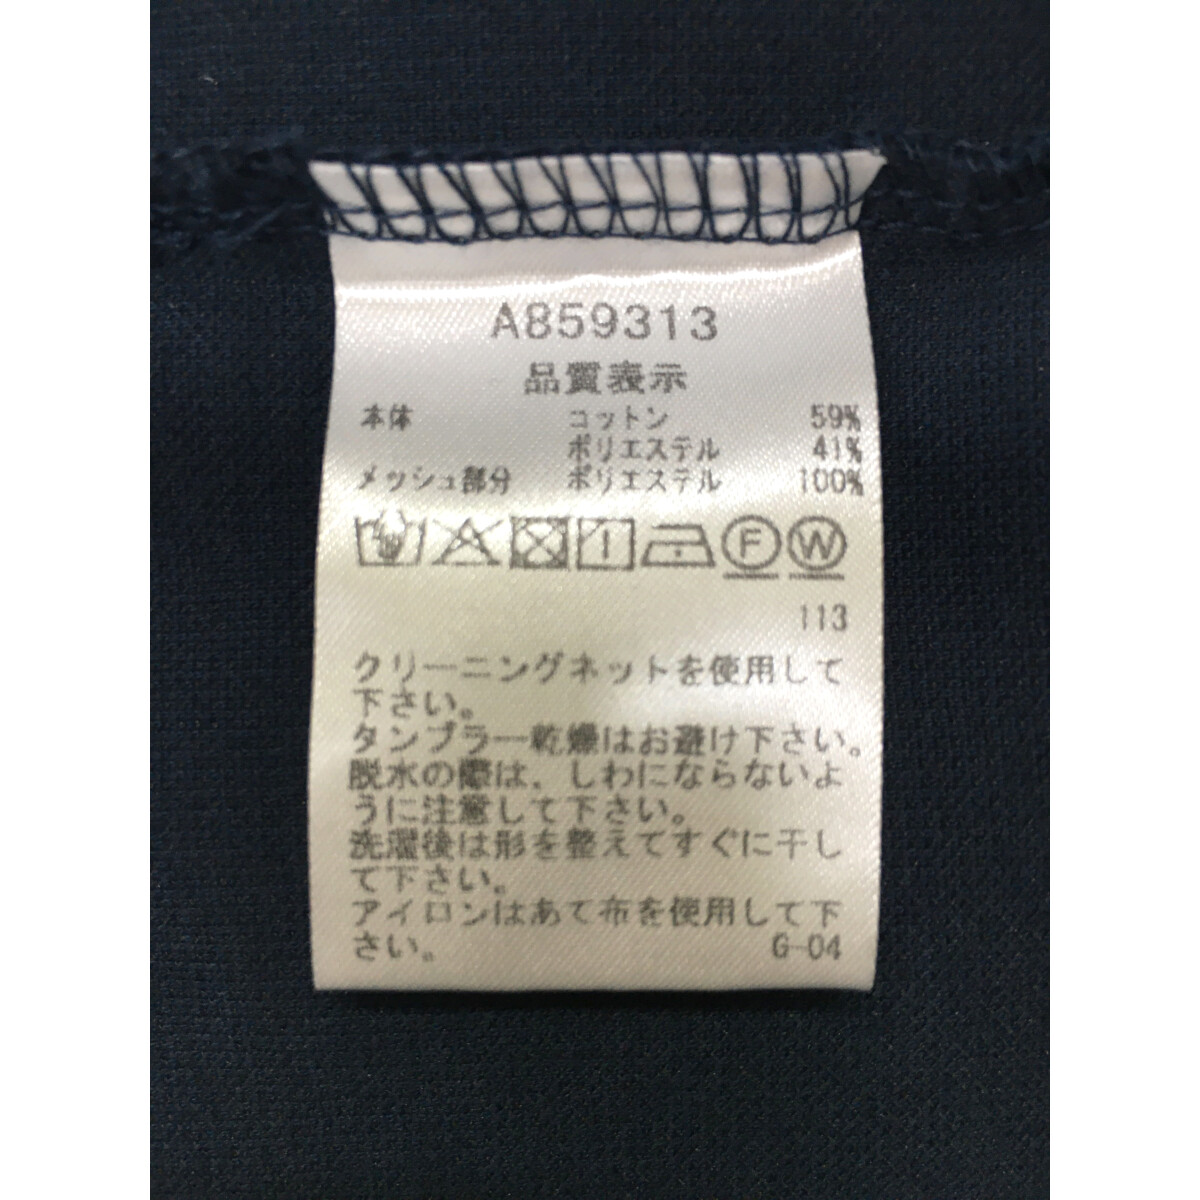 A859313
品質表示
本体 コットン 59%
ポリエステル 41%
メッシュ部分 ポリエステル 100%
F W
113
クリーニングネットを使用して
下さい。
タンブラー乾燥はお避け下さい。
脱水の際は、しわにならないよ
うに注意して下さい。
洗濯後は形を整えてすぐに干し
て下さい。
アイロンはあて布を使用して下
さい。 G-04